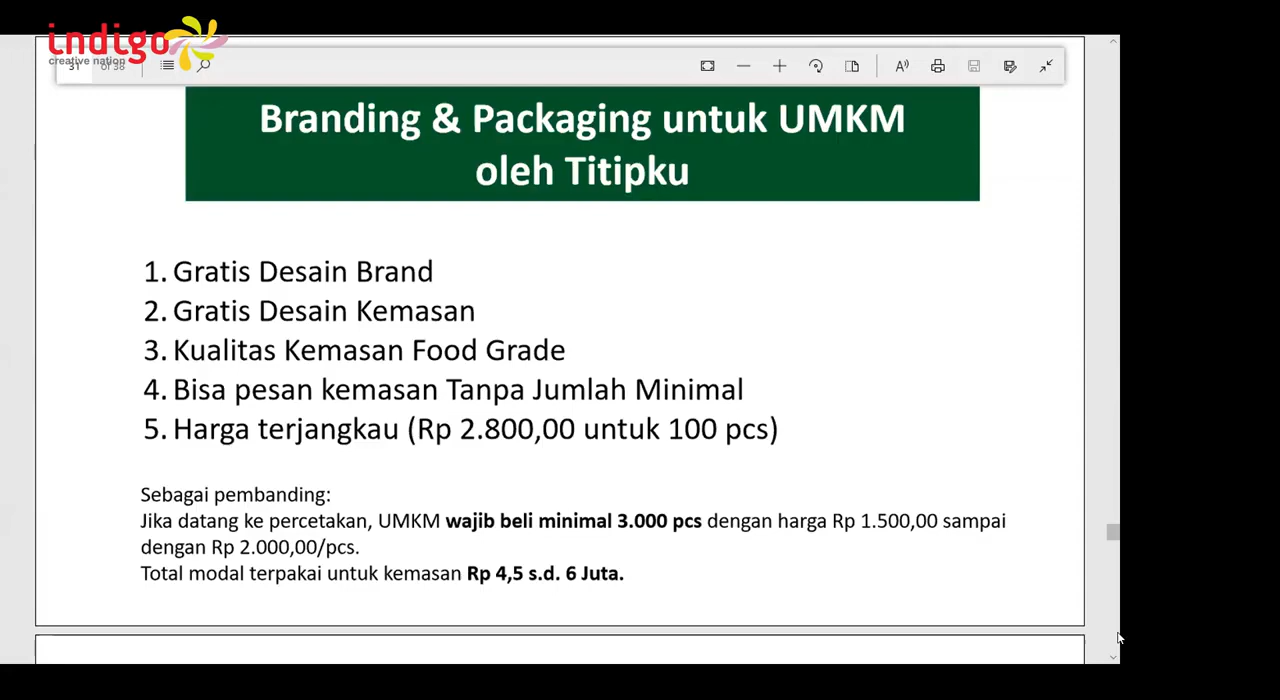 indigo
creative nation
31 of 38
Branding & Packaging untuk UMKM
oleh Titipku
1. Gratis Desain Brand
2. Gratis Desain Kemasan
3. Kualitas Kemasan Food Grade
4. Bisa pesan kemasan Tanpa Jumlah Minimal
5. Harga terjangkau (Rp 2.800,00 untuk 100 pcs)
Sebagai pembanding:
Jika datang ke percetakan, UMKM wajib beli minimal 3.000 pcs dengan harga Rp 1.500,00 sampai
dengan Rp 2.000,00/pcs.
Total modal terpakai untuk kemasan Rp 4,5 s.d. 6 Juta.